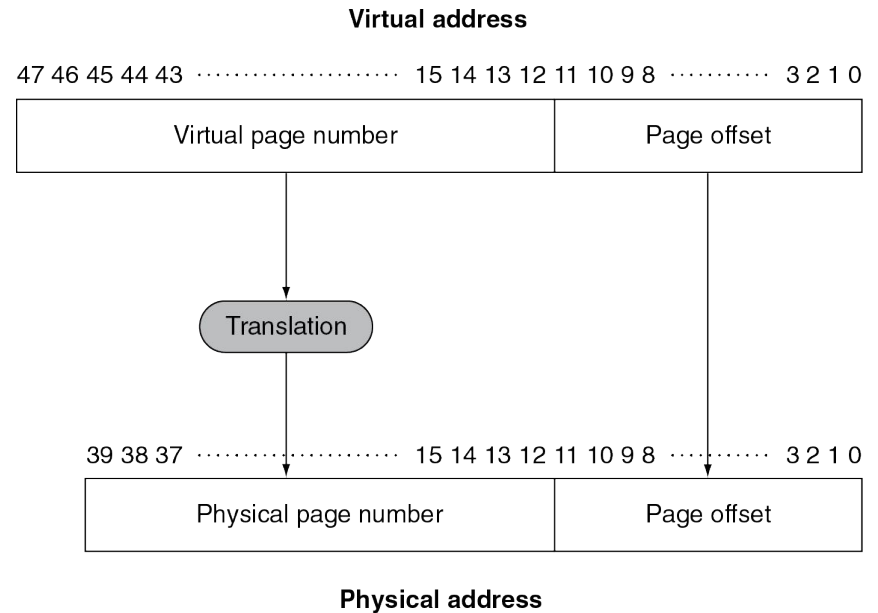 Virtual address
47 46 45 44 43 ······················ 15 14 13 12 11 10 9 8 ··········· 3 2 1 0
Virtual page number Page offset
Translation
39 38 37 ······················ 15 14 13 12 11 10 9 8 ··········· 3 2 1 0
Physical page number Page offset
Physical address